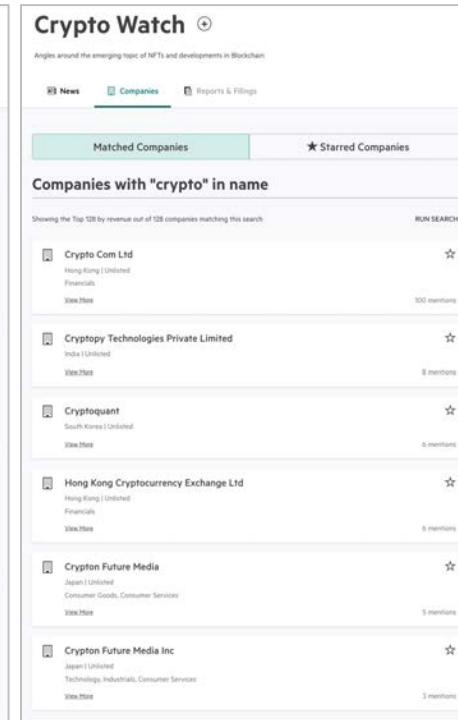 Crypto Watch
Angles around the emerging topic of NFTs and developments in Blockchain
News Companies Reports & Filings
Matched Companies ★ Starred Companies
Companies with "crypto" in name
Showing the Top 128 by revenue out of 128 companies matching this search RUN SEARCH
Crypto Com Ltd
Hong Kong | Unlisted
Financials
View More 100 mentions
Cryptopy Technologies Private Limited
India | Unlisted
View More 8 mentions
Cryptoquant
South Korea | Unlisted
View More 6 mentions
Hong Kong Cryptocurrency Exchange Ltd
Hong Kong | Unlisted
Financials
View More 6 mentions
Crypton Future Media
Japan | Unlisted
Consumer Goods, Consumer Services
View More 5 mentions
Crypton Future Media Inc
Japan | Unlisted
Technology, Industrials, Consumer Services
View More 3 mentions